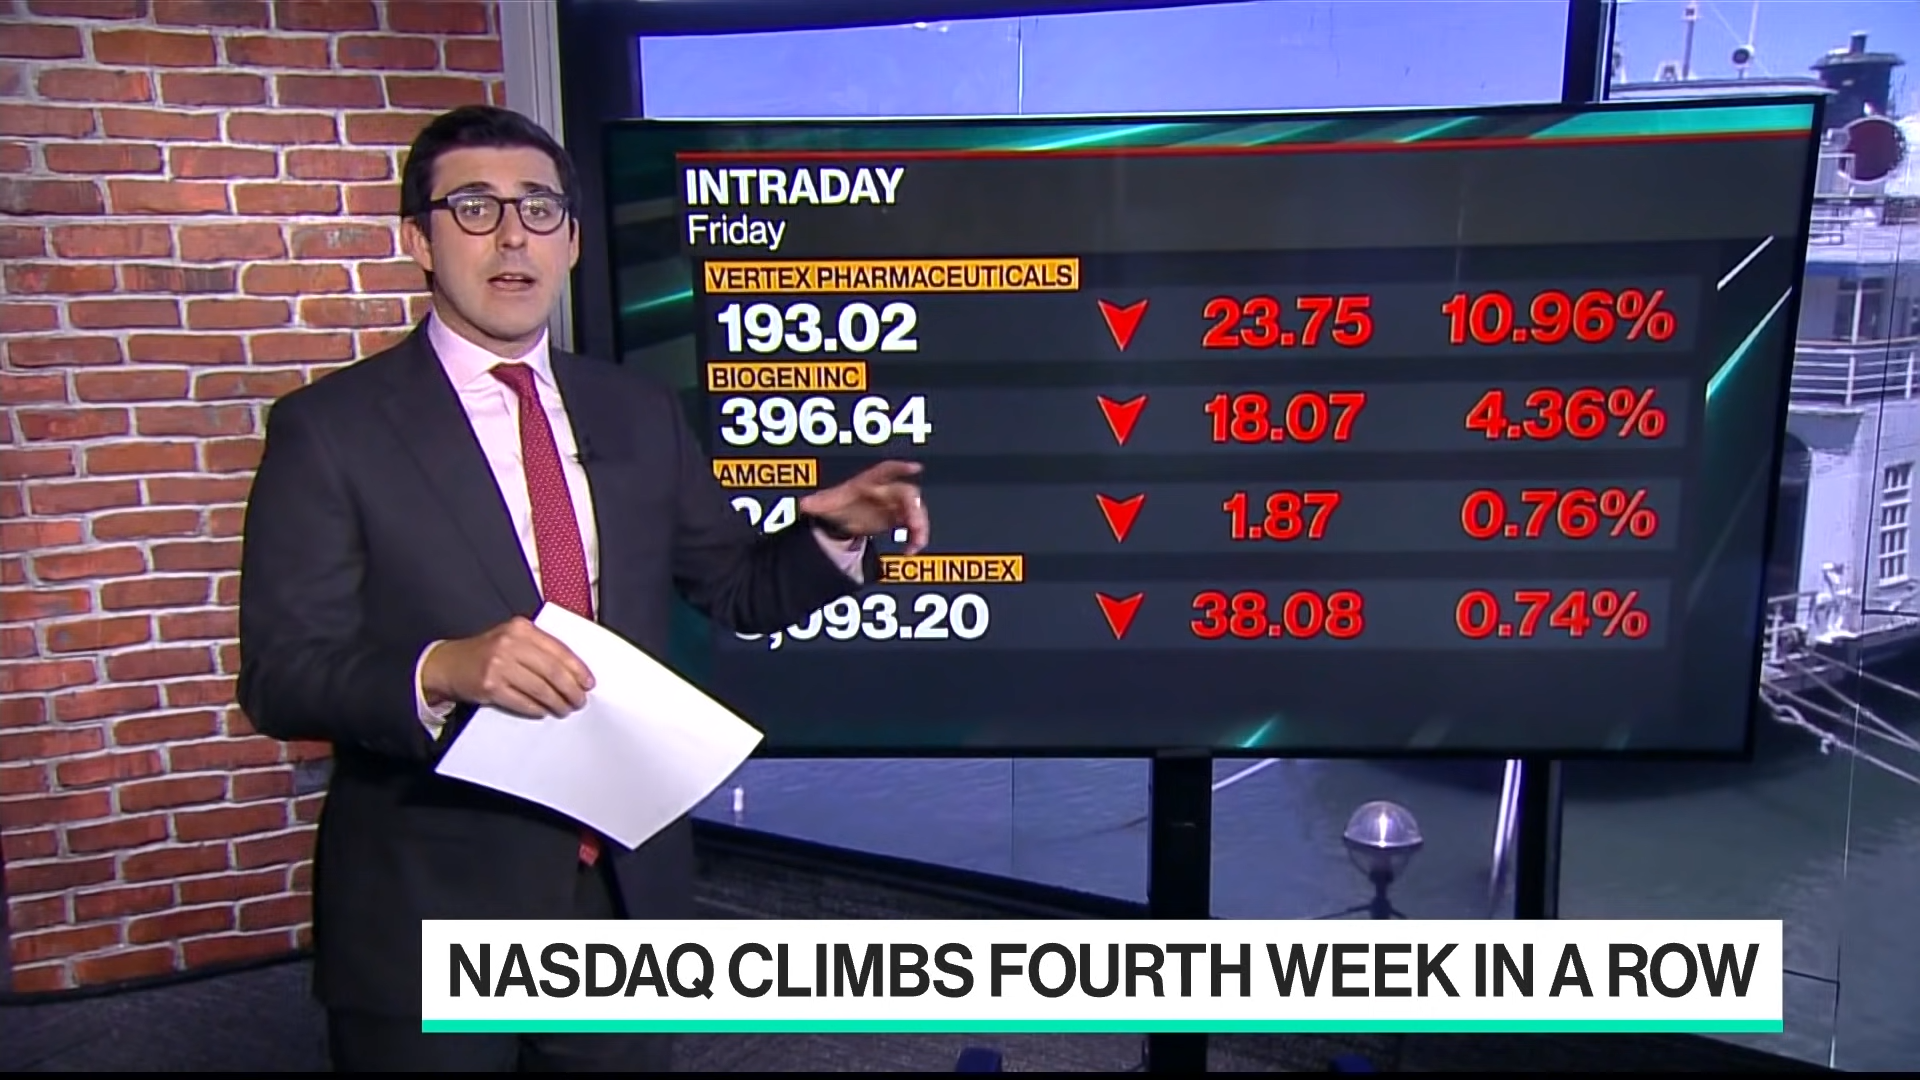 INTRADAY
Friday
VERTEX PHARMACEUTICALS
193.02 23.75 10.96%
BIOGEN INC
396.64 18.07 4.36%
AMGEN
1.87 0.76%
INDEX
38.08 0.74%
NASDAQ CLIMBS FOURTH WEEK IN A ROW